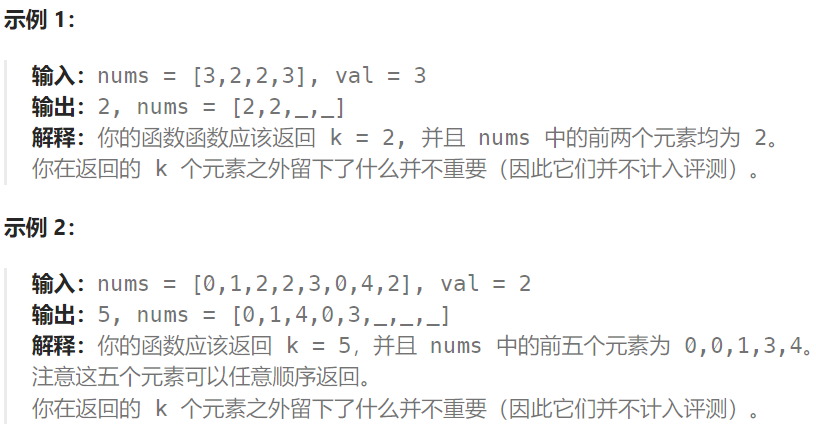 示例 1：
输入：nums = [3,2,2,3], val = 3
输出：2, nums = [2,2,_,_]
解释：你的函数函数应该返回 k = 2, 并且 nums 中的前两个元素均为 2。
你在返回的 k 个元素之外留下了什么并不重要（因此它们并不计入评测）。
示例 2：
输入：nums = [0,1,2,2,3,0,4,2], val = 2
输出：5, nums = [0,1,4,0,3,_,_,_]
解释：你的函数应该返回 k = 5，并且 nums 中的前五个元素为 0,0,1,3,4。
注意这五个元素可以任意顺序返回。
你在返回的 k 个元素之外留下了什么并不重要（因此它们并不计入评测）。